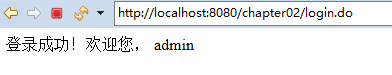 http://localhost:8080/chapter02/login.do
登录成功！欢迎您， admin